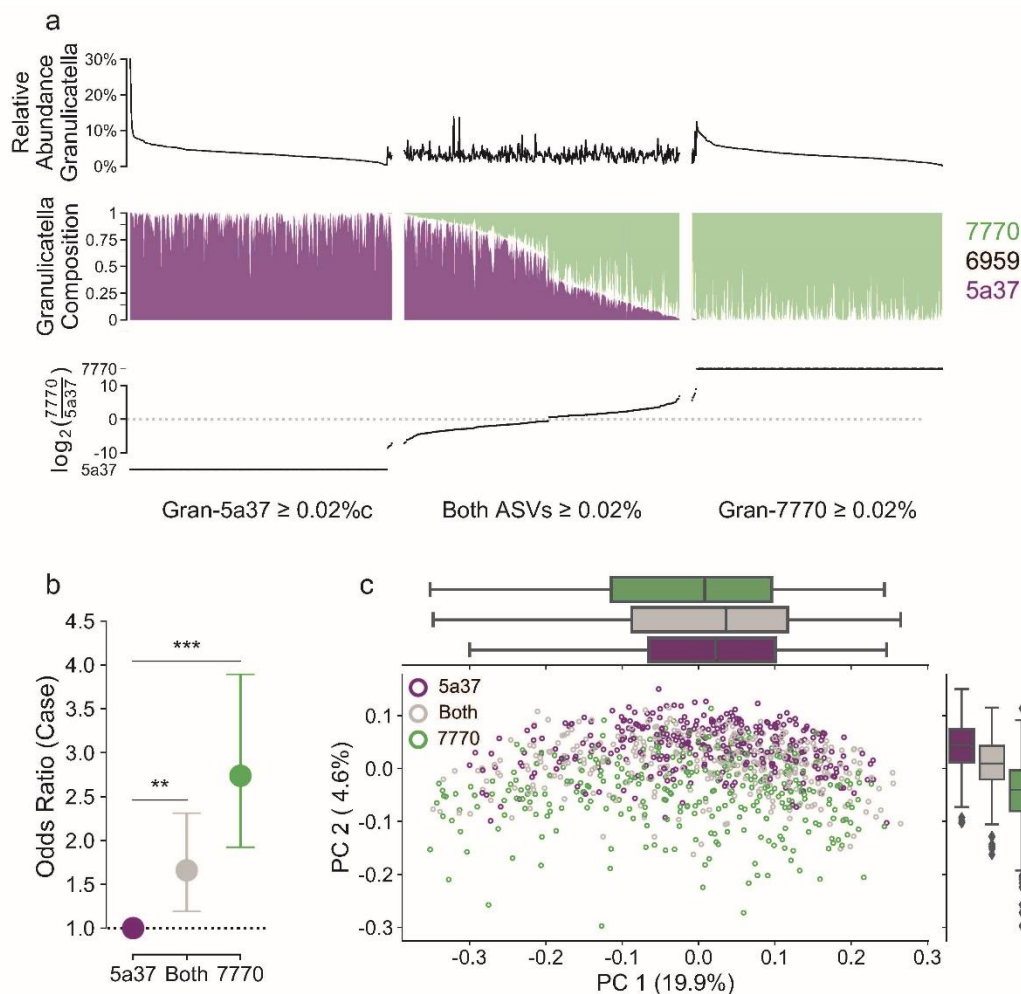 a
Relative
Abundance
Granulicatella
30%
20%
10%
0%
Granulicatella
Composition
1
0.75
0.5
0.25
0
7770
6959
5a37
log2(7770/5a37)
7770
10
0
-10
5a37
Gran-5a37 ≥ 0.02%c
Both ASVs ≥ 0.02%
Gran-7770 ≥ 0.02%
b
Odds Ratio (Case)
4.5
4.0
3.5
3.0
2.5
2.0
1.5
1.0
***
**
5a37 Both 7770
c
5a37
Both
7770
PC 2 ( 4.6%)
0.1
0.0
-0.1
-0.2
-0.3
-0.3 -0.2 -0.1 0.0 0.1 0.2 0.3
PC 1 (19.9%)